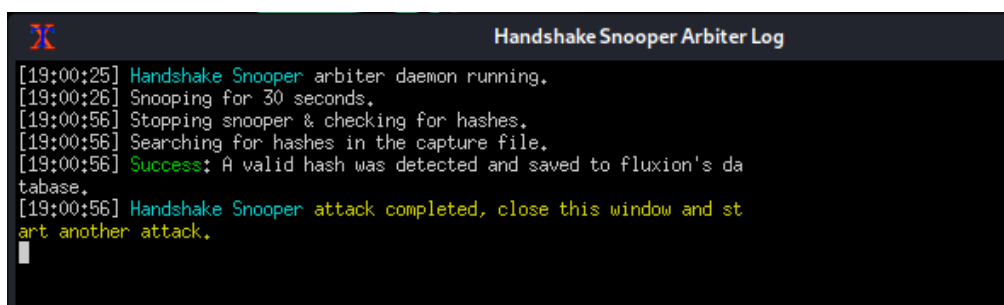 Handshake Snooper Arbiter Log
[19:00:25] Handshake Snooper arbiter daemon running.
[19:00:26] Snooping for 30 seconds.
[19:00:56] Stopping snooper & checking for hashes.
[19:00:56] Searching for hashes in the capture file.
[19:00:56] Success: A valid hash was detected and saved to fluxion's da
tabase.
[19:00:56] Handshake Snooper attack completed, close this window and st
art another attack.